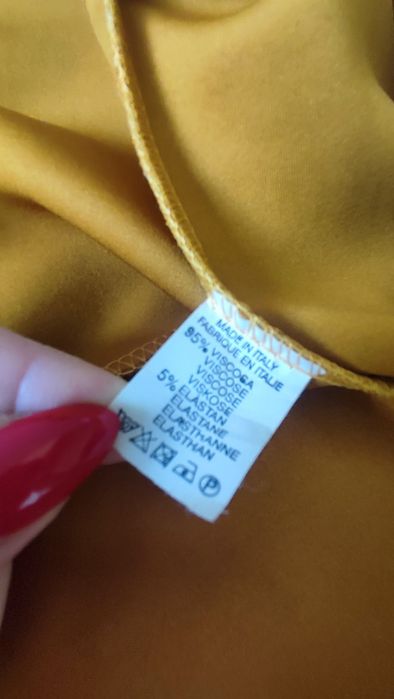 MADE IN ITALY
FABRIQUE EN ITALIE
95% VISCOSA
VISCOSE
VISCOSE
VISKOSE
5% ELASTAN
ELASTANE
ELASTHANNE
ELASTHAN
P